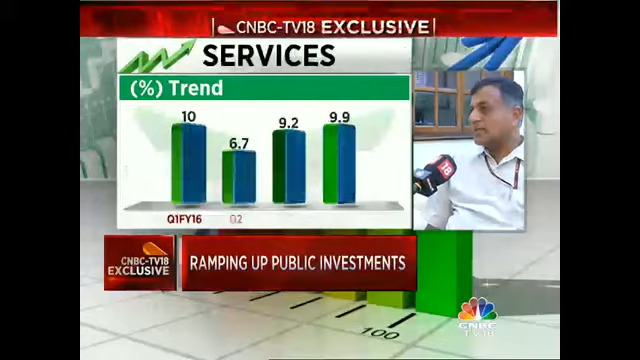 CNBC-TV18 EXCLUSIVE
SERVICES
(%) Trend
10
6.7
9.2
9.9
Q1FY16
Q2
18
CNBC-TV18
EXCLUSIVE
RAMPING UP PUBLIC INVESTMENTS
100
CNBC
TV18